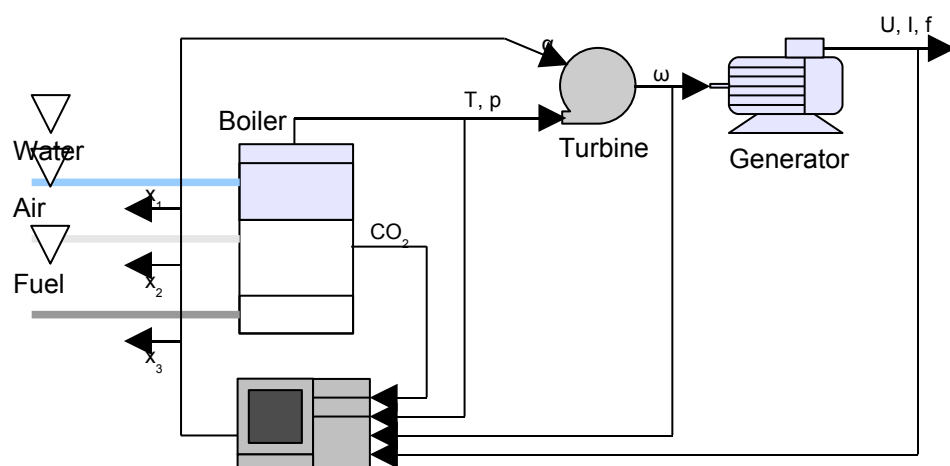 U, I, f
α
ω
T, p
Boiler
Turbine
Generator
Water
x₁
Air
CO₂
x₂
Fuel
x₃